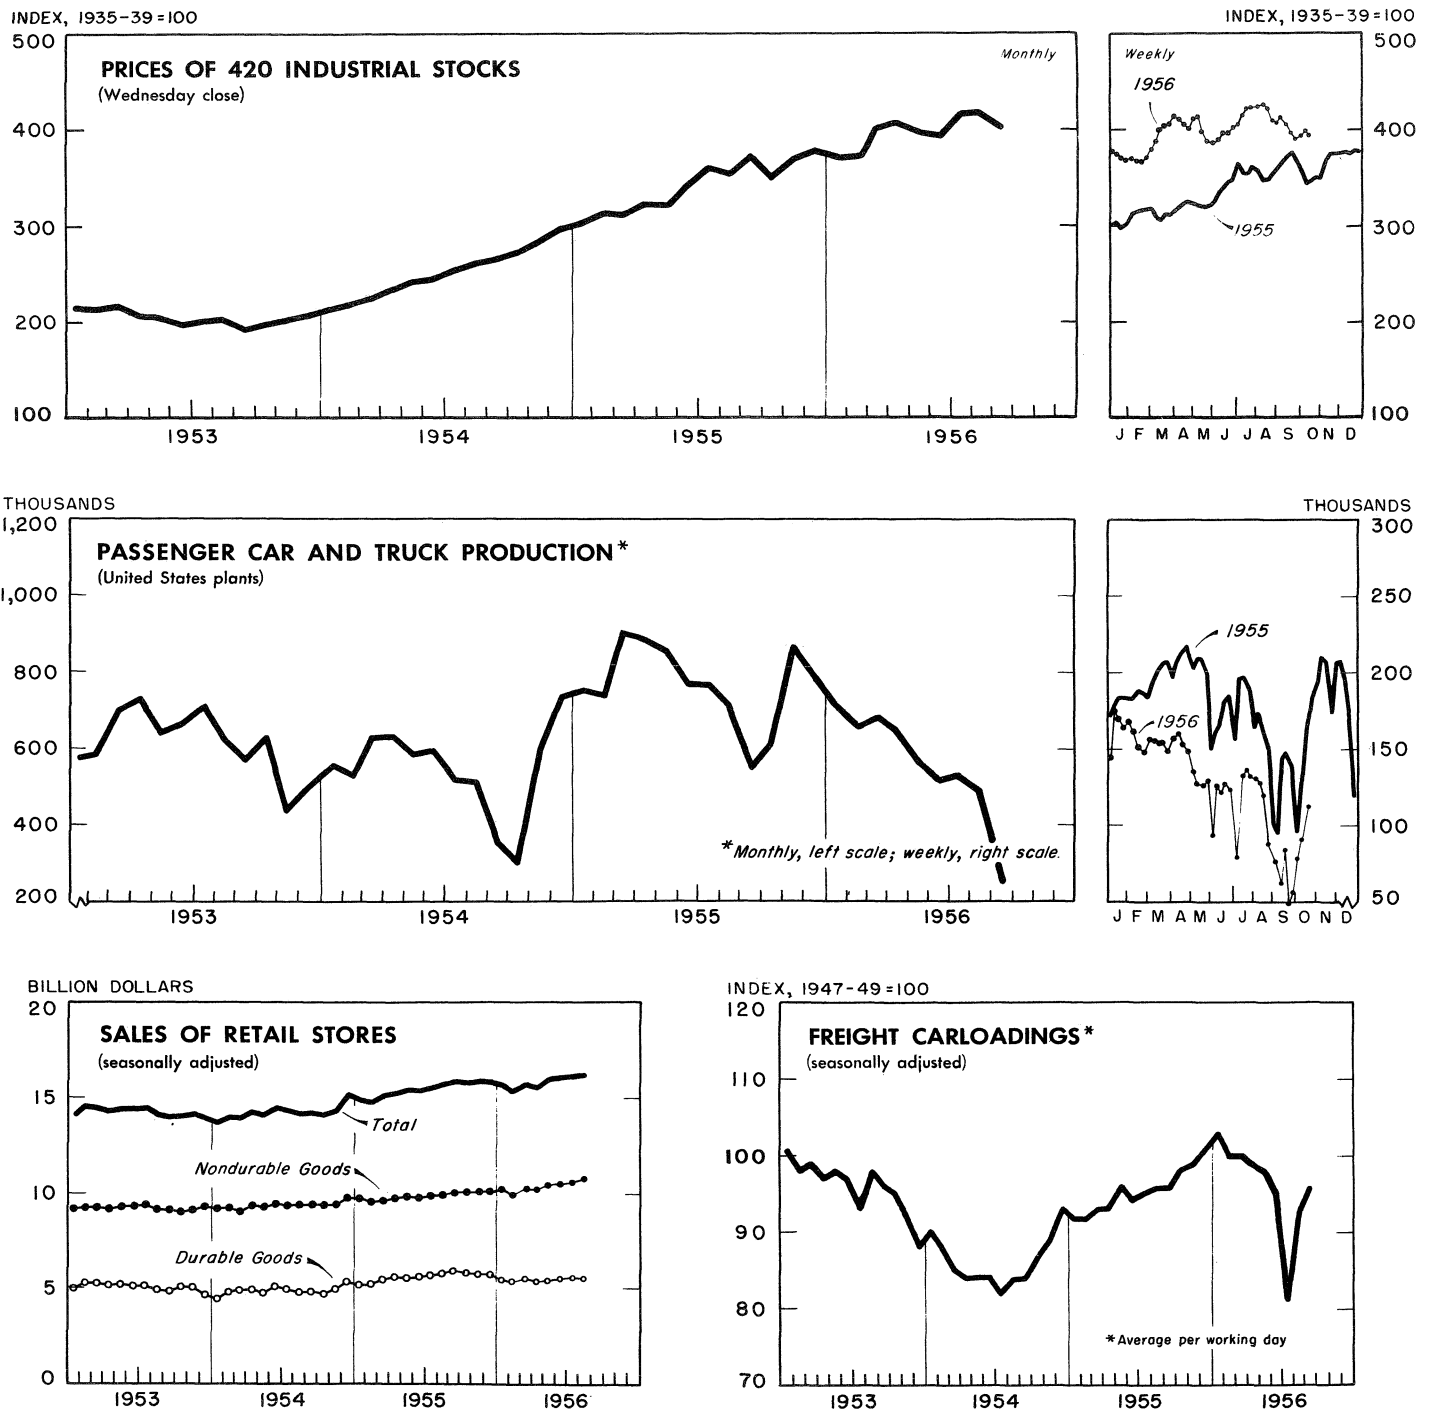 INDEX, 1935-39=100
INDEX, 1935-39=100
500
400
300
200
100
PRICES OF 420 INDUSTRIAL STOCKS
(Wednesday close)
Monthly
1953 1954 1955 1956
Weekly
1956
1955
500
400
300
200
100
J F M A M J J A S O N D
THOUSANDS
THOUSANDS
1,200
1,000
800
600
400
200
PASSENGER CAR AND TRUCK PRODUCTION*
(United States plants)
*Monthly, left scale; weekly, right scale.
1953 1954 1955 1956
1955
1956
300
250
200
150
100
50
J F M A M J J A S O N D
BILLION DOLLARS
20
15
10
5
0
SALES OF RETAIL STORES
(seasonally adjusted)
Total
Nondurable Goods
Durable Goods
1953 1954 1955 1956
INDEX, 1947-49=100
120
110
100
90
80
70
FREIGHT CARLOADINGS*
(seasonally adjusted)
*Average per working day
1953 1954 1955 1956